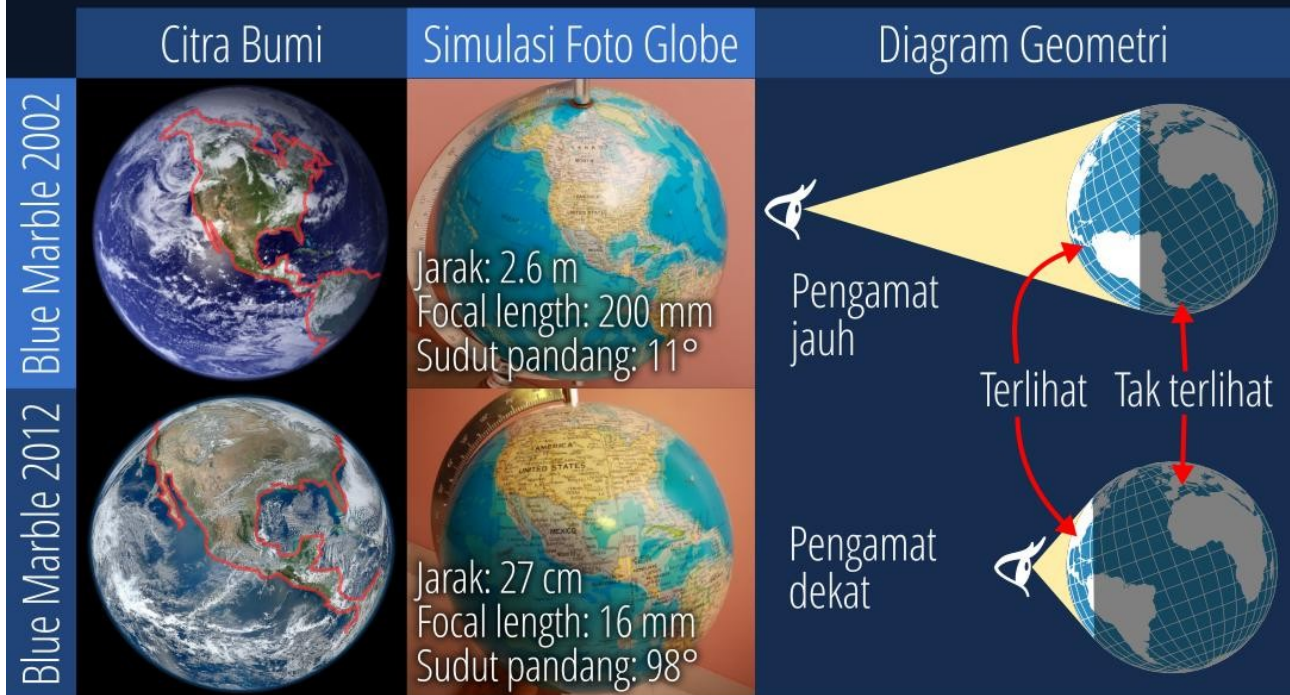 Citra Bumi
Simulasi Foto Globe
Diagram Geometri
Blue Marble 2002
Jarak: 2.6 m
Focal length: 200 mm
Sudut pandang: 11°
Pengamat
jauh
Terlihat
Tak terlihat
Blue Marble 2012
UNITED STATES
MEXICO
Jarak: 27 cm
Focal length: 16 mm
Sudut pandang: 98°
Pengamat
dekat